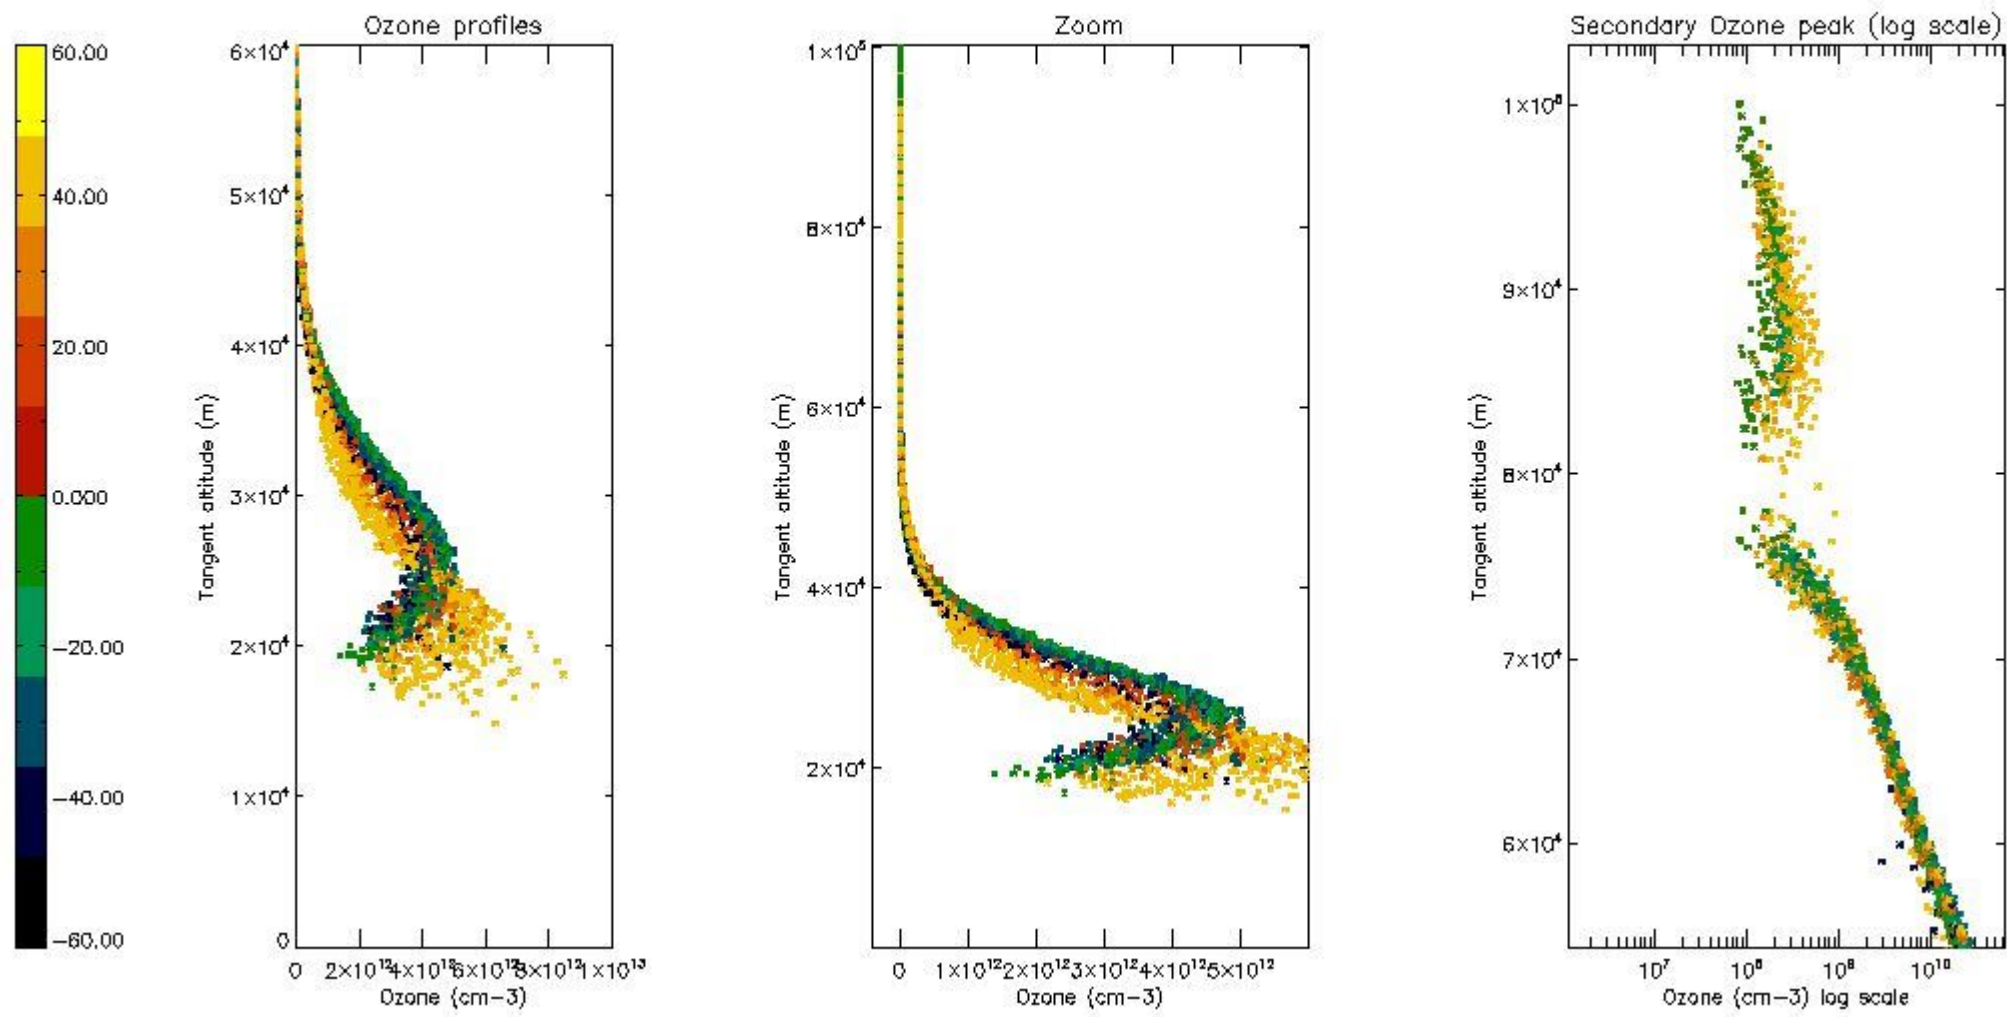 Ozone profiles
Zoom
Secondary Ozone peak (log scale)
60.00
40.00
20.00
0.000
-20.00
-40.00
-60.00
6×10⁴
5×10⁴
4×10⁴
3×10⁴
2×10⁴
1×10⁴
0
Tangent altitude (m)
0 2×10¹² 4×10¹² 6×10¹² 8×10¹² 1×10¹³
Ozone (cm-3)
1×10⁵
8×10⁴
6×10⁴
4×10⁴
2×10⁴
Tangent altitude (m)
0 1×10¹² 2×10¹² 3×10¹² 4×10¹² 5×10¹²
Ozone (cm-3)
1×10⁵
9×10⁴
8×10⁴
7×10⁴
6×10⁴
Tangent altitude (m)
10⁷ 10⁸ 10⁹ 10¹⁰
Ozone (cm-3) log scale